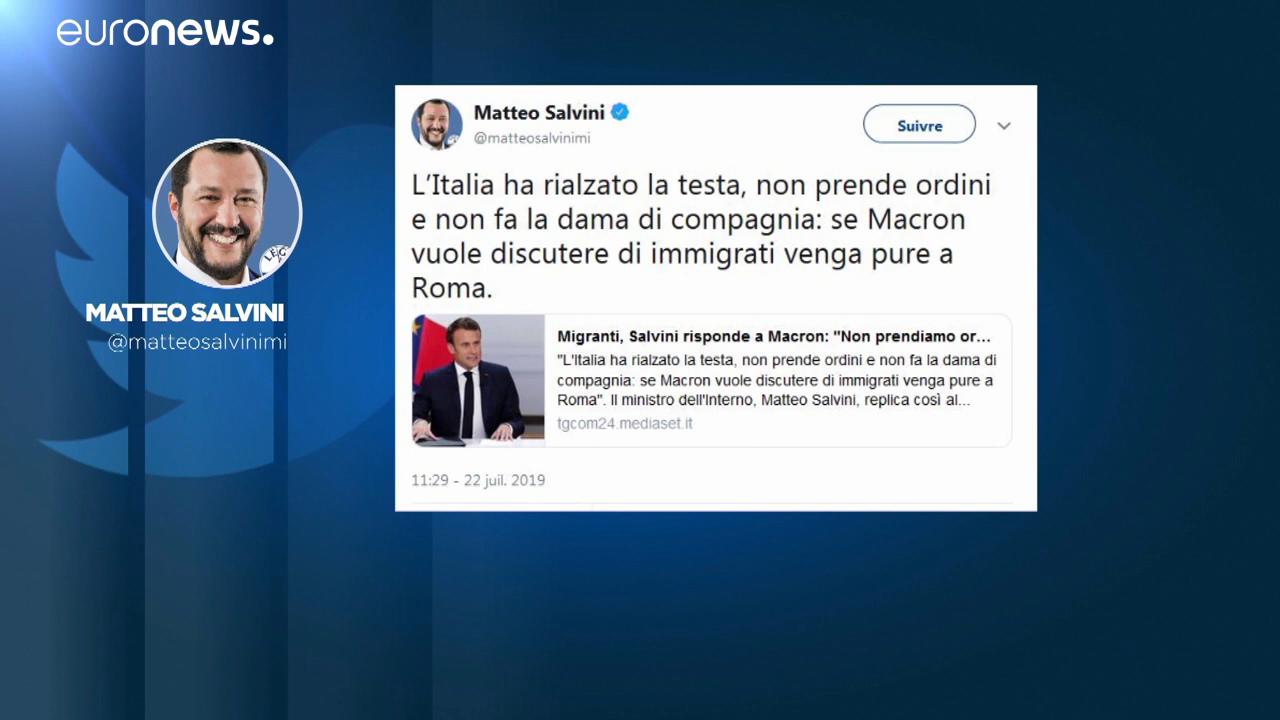 euronews.
Matteo Salvini
@matteosalvinimi
Suivre
L'Italia ha rialzato la testa, non prende ordini
e non fa la dama di compagnia: se Macron
vuole discutere di immigrati venga pure a
Roma.
Migranti, Salvini risponde a Macron: "Non prendiamo or...
"L'Italia ha rialzato la testa, non prende ordini e non fa la dama di
compagnia: se Macron vuole discutere di immigrati venga pure a
Roma". Il ministro dell'Interno, Matteo Salvini, replica così al...
tgcom24.mediaset.it
11:29 - 22 juil. 2019
LEG
MATTEO SALVINI
@matteosalvinimi